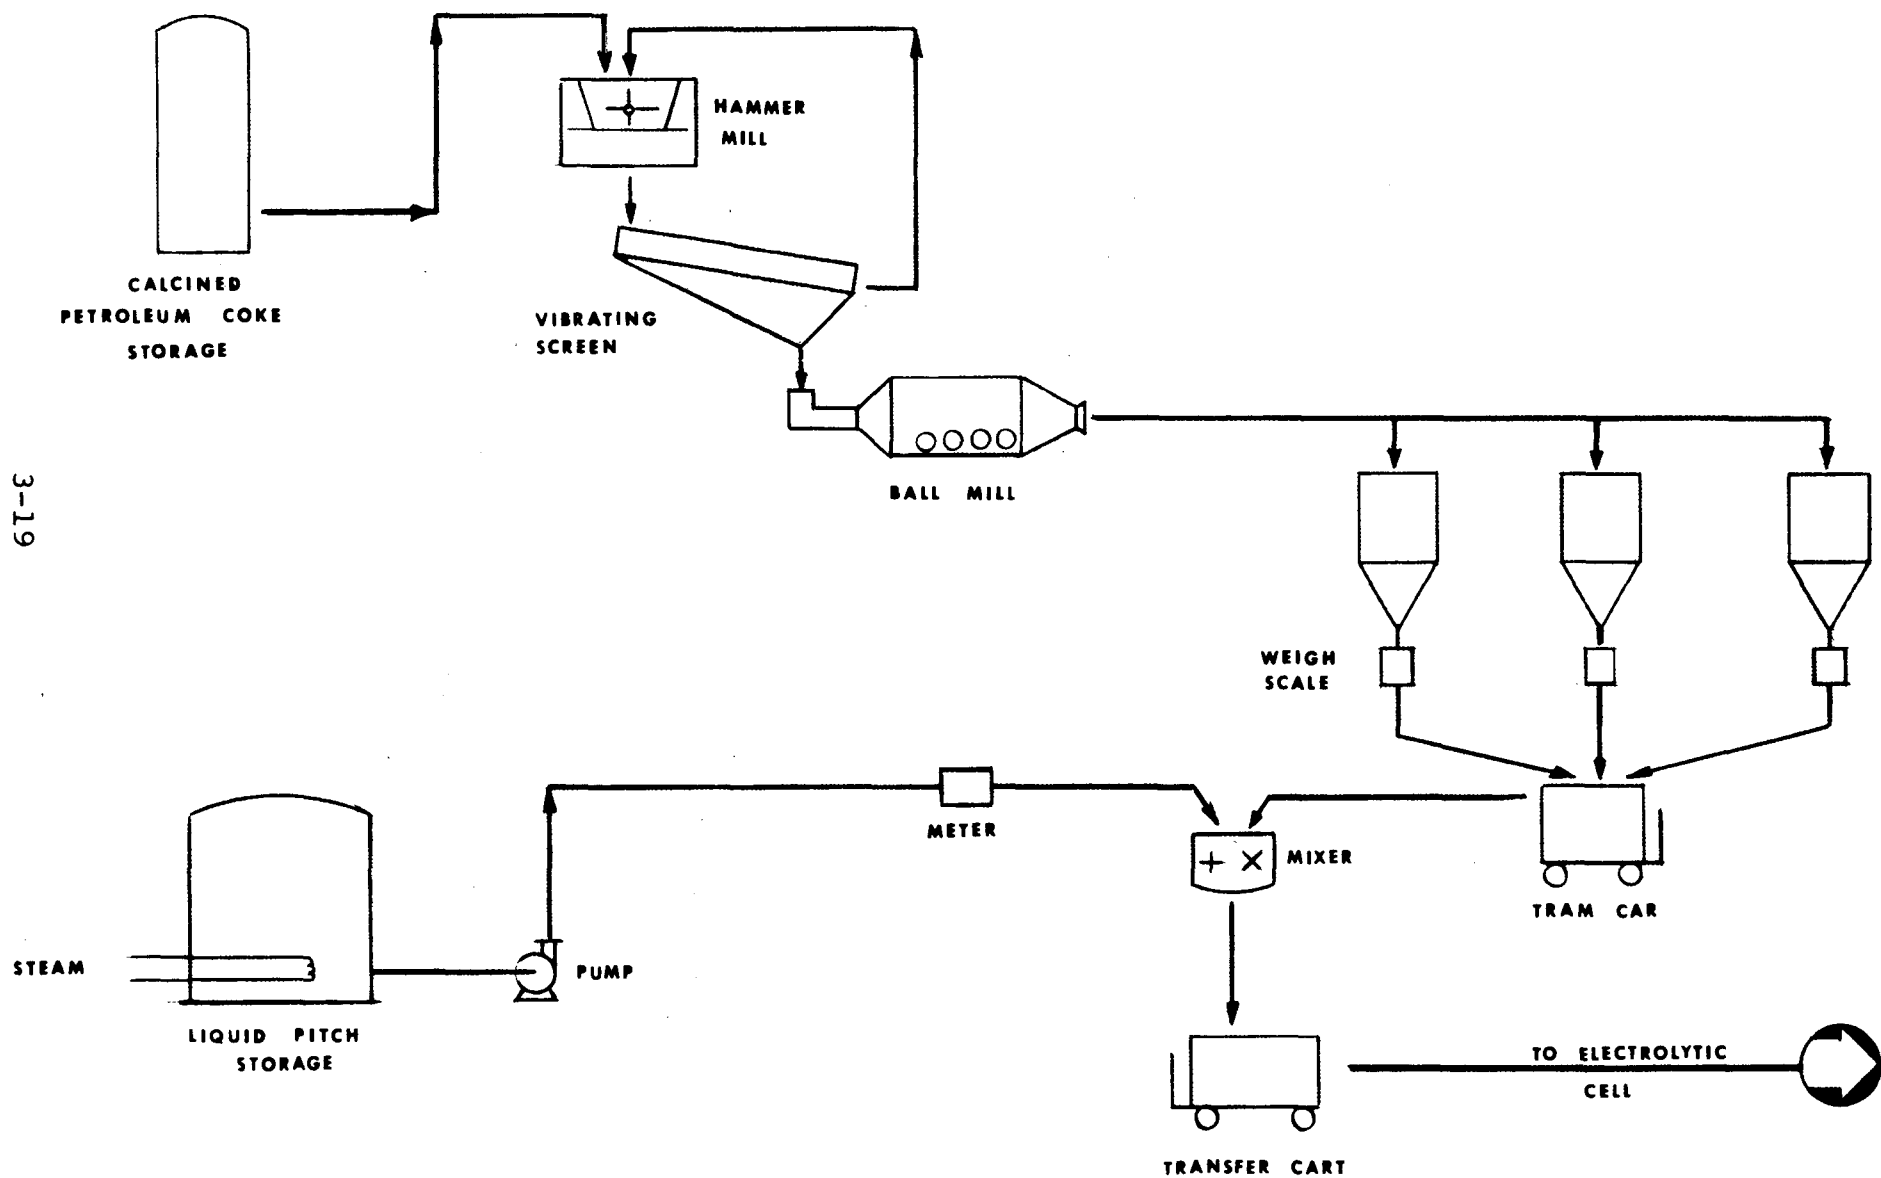 HAMMER
MILL
CALCINED
PETROLEUM COKE
STORAGE
VIBRATING
SCREEN
BALL MILL
3-19
WEIGH
SCALE
METER
MIXER
TRAM CAR
STEAM
PUMP
LIQUID PITCH
STORAGE
TO ELECTROLYTIC
CELL
TRANSFER CART